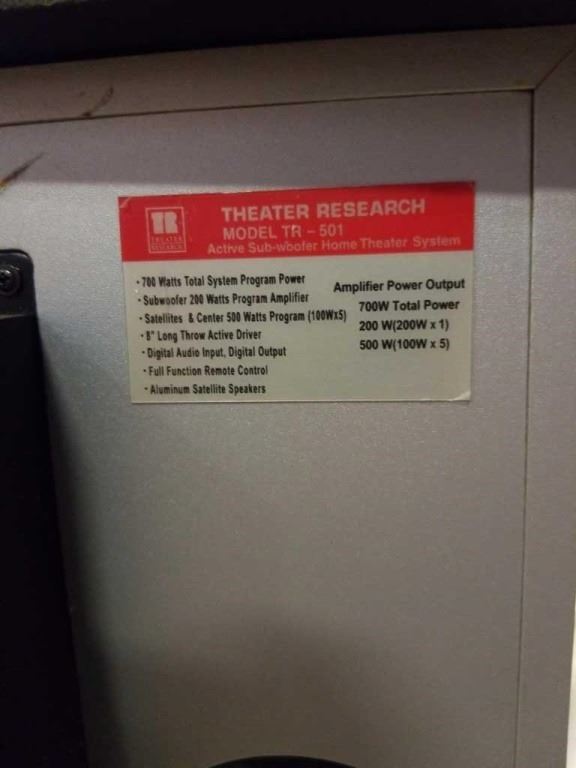 TR
THEATER
RESEARCH
THEATER RESEARCH
MODEL TR - 501
Active Sub-woofer Home Theater System
· 700 Watts Total System Program Power
· Subwoofer 200 Watts Program Amplifier
· Satellites & Center 500 Watts Program (100Wx5)
· 8" Long Throw Active Driver
· Digital Audio Input, Digital Output
· Full Function Remote Control
· Aluminum Satellite Speakers
Amplifier Power Output
700W Total Power
200 W(200W x 1)
500 W(100W x 5)